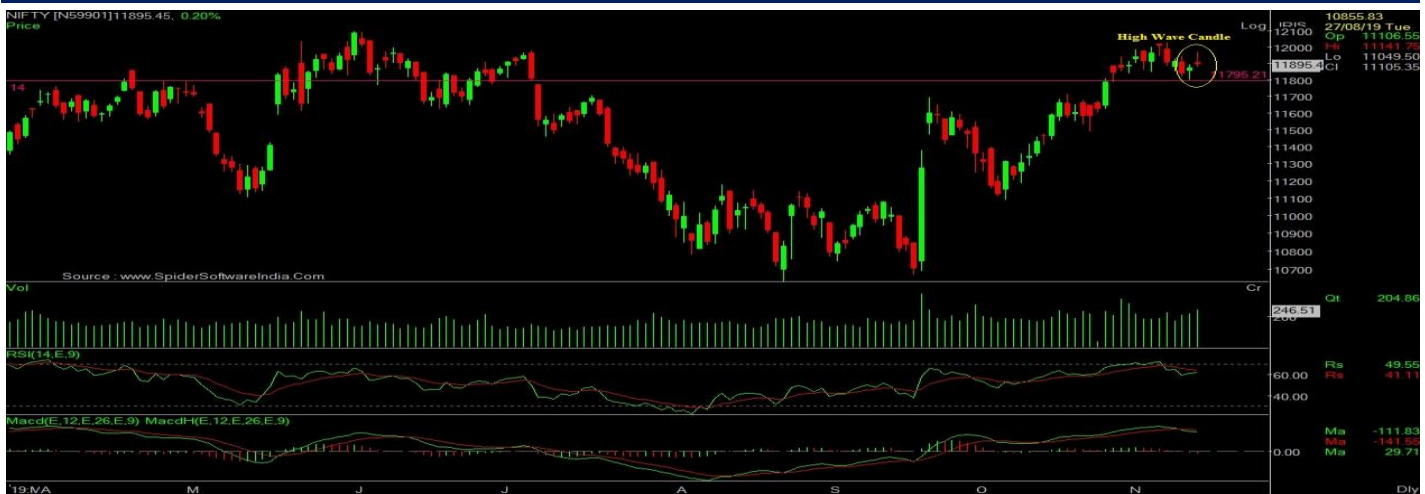 NIFTY [N59901]11895.45, 0.20%
Price
Log
IRIS
High Wave Candle
10855.83
27/08/19 Tue
Op 11106.55
Hi 11141.75
Lo 11049.50
Cl 11105.35
12100
12000
11895.4
11795.21
11800
14
11700
11600
11500
11400
11300
11200
11100
11000
10900
10800
10700
Source : www.SpiderSoftwareIndia.Com
Vol
Cr
246.51
Qt 204.86
RSI(14,E,9)
60.00
40.00
Rs 49.55
Rs 41.11
Macd(E,12,E,26,E,9) MacdH(E,12,E,26,E,9)
0.00
Ma -111.83
Ma -141.55
Ma 29.71
'19:MA M J J A S O N Dly